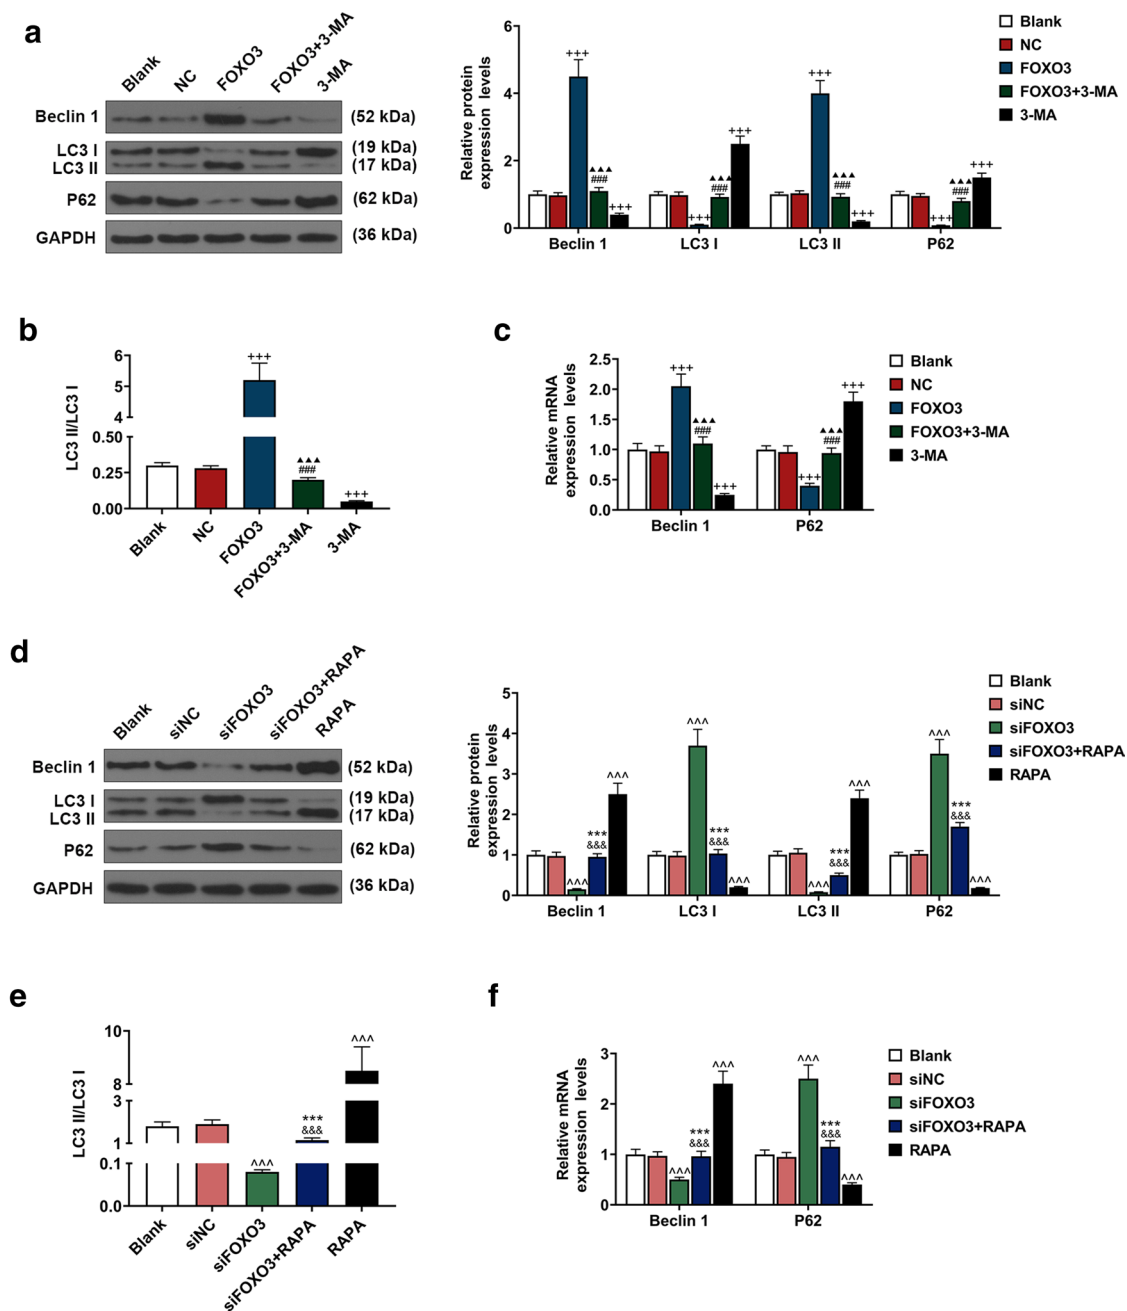 a
Blank
NC
FOXO3
FOXO3+3-MA
3-MA
Beclin 1
(52 kDa)
LC3 I
(19 kDa)
LC3 II
(17 kDa)
P62
(62 kDa)
GAPDH
(36 kDa)
Relative protein
expression levels
6
4
2
0
+++
▲▲▲
###
+++
+++
▲▲▲
###
+++
+++
▲▲▲
###
+++
+++
▲▲▲
###
+++
Beclin 1
LC3 I
LC3 II
P62
Blank
NC
FOXO3
FOXO3+3-MA
3-MA
b
LC3 II/LC3 I
6
5
4
0.50
0.25
0.00
+++
▲▲▲
###
+++
Blank
NC
FOXO3
FOXO3+3-MA
3-MA
c
Relative mRNA
expression levels
2.5
2.0
1.5
1.0
0.5
0.0
+++
▲▲▲
###
+++
+++
▲▲▲
###
+++
Beclin 1
P62
Blank
NC
FOXO3
FOXO3+3-MA
3-MA
d
Blank
siNC
siFOXO3
siFOXO3+RAPA
RAPA
Beclin 1
(52 kDa)
LC3 I
(19 kDa)
LC3 II
(17 kDa)
P62
(62 kDa)
GAPDH
(36 kDa)
Relative protein
expression levels
5
4
3
2
1
0
^^^
***
&&&
^^^
^^^
***
&&&
^^^
^^^
***
&&&
^^^
^^^
***
&&&
^^^
Beclin 1
LC3 I
LC3 II
P62
Blank
siNC
siFOXO3
siFOXO3+RAPA
RAPA
e
LC3 II/LC3 I
10
8
3
1
0.1
0.0
^^^
***
&&&
^^^
Blank
siNC
siFOXO3
siFOXO3+RAPA
RAPA
f
Relative mRNA
expression levels
3
2
1
0
^^^
***
&&&
^^^
^^^
***
&&&
^^^
Beclin 1
P62
Blank
siNC
siFOXO3
siFOXO3+RAPA
RAPA